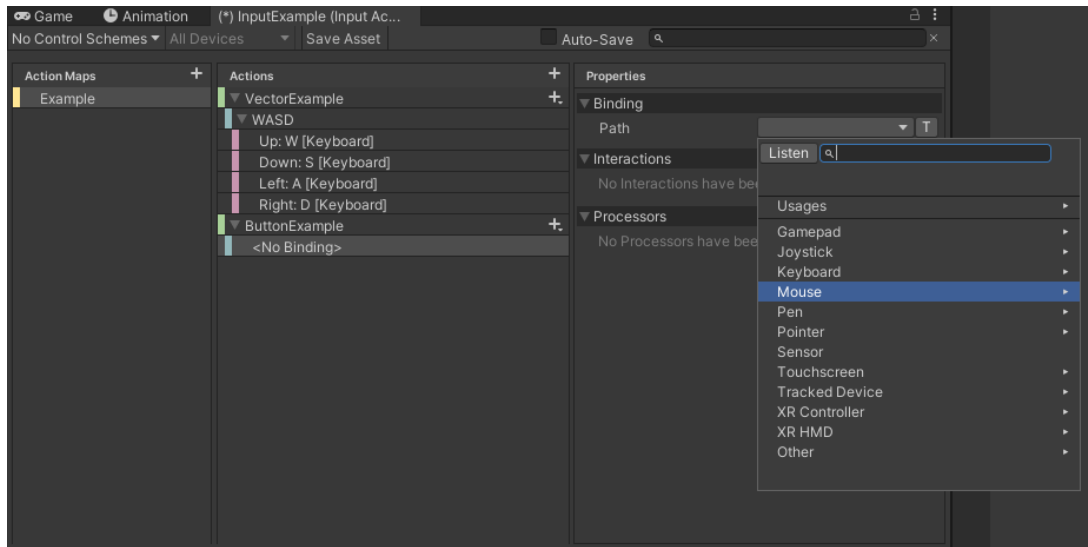 Game Animation (*) InputExample (Input Ac...
No Control Schemes All Devices Save Asset Auto-Save
Action Maps + Actions + Properties
Example
VectorExample
WASD
Up: W [Keyboard]
Down: S [Keyboard]
Left: A [Keyboard]
Right: D [Keyboard]
ButtonExample
<No Binding>
Binding
Path T
Interactions
No Interactions have bee
Processors
No Processors have bee
Listen
Usages
Gamepad
Joystick
Keyboard
Mouse
Pen
Pointer
Sensor
Touchscreen
Tracked Device
XR Controller
XR HMD
Other